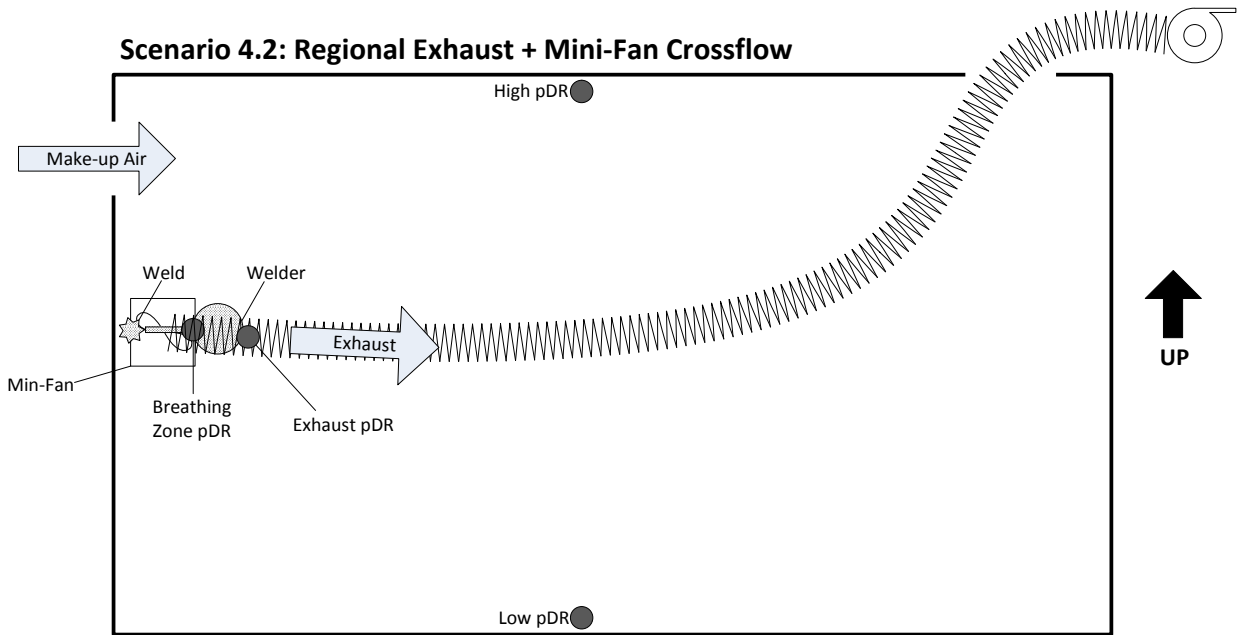 Scenario 4.2: Regional Exhaust + Mini-Fan Crossflow
High pDR
Make-up Air
Weld
Welder
Exhaust
UP
Min-Fan
Breathing
Zone pDR
Exhaust pDR
Low pDR